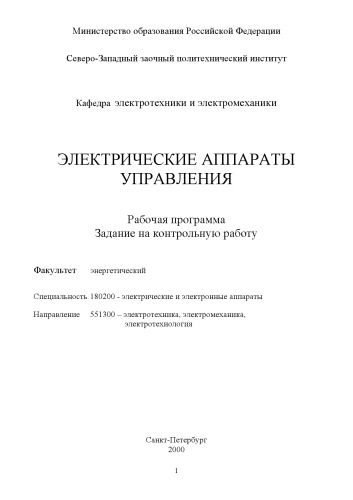 Министерство образования Российской Федерации
Северо-Западный заочный политехнический институт
Кафедра электротехники и электромеханики
ЭЛЕКТРИЧЕСКИЕ АППАРАТЫ
УПРАВЛЕНИЯ
Рабочая программа
Задание на контрольную работу
Факультет энергетический
Специальность 180200 - электрические и электронные аппараты
Направление 551300 – электротехника, электромеханика,
электротехнология
Санкт-Петербург
2000
1